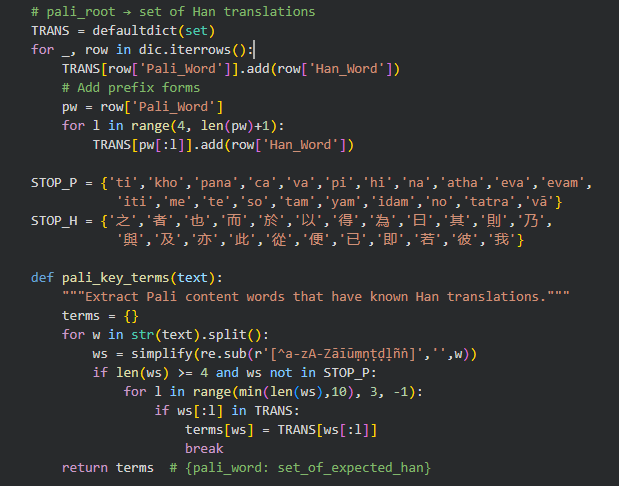 # pali_root → set of Han translations
TRANS = defaultdict(set)
for _, row in dic.iterrows():
    TRANS[row['Pali_Word']].add(row['Han_Word'])
    # Add prefix forms
    pw = row['Pali_Word']
    for l in range(4, len(pw)+1):
        TRANS[pw[:l]].add(row['Han_Word'])

STOP_P = {'ti','kho','pana','ca','va','pi','hi','na','atha','eva','evam',
           'iti','me','te','so','tam','yam','idam','no','tatra','vā'}
STOP_H = {'之','者','也','而','於','以','得','為','曰','其','則','乃',
           '與','及','亦','此','從','便','已','即','若','彼','我'}

def pali_key_terms(text):
    """Extract Pali content words that have known Han translations."""
    terms = {}
    for w in str(text).split():
        ws = simplify(re.sub(r'[^a-zA-Zāīūṃṇṭḍḷñṅ]','',w))
        if len(ws) >= 4 and ws not in STOP_P:
            for l in range(min(len(ws),10), 3, -1):
                if ws[:l] in TRANS:
                    terms[ws] = TRANS[ws[:l]]
                    break
    return terms  # {pali_word: set_of_expected_han}